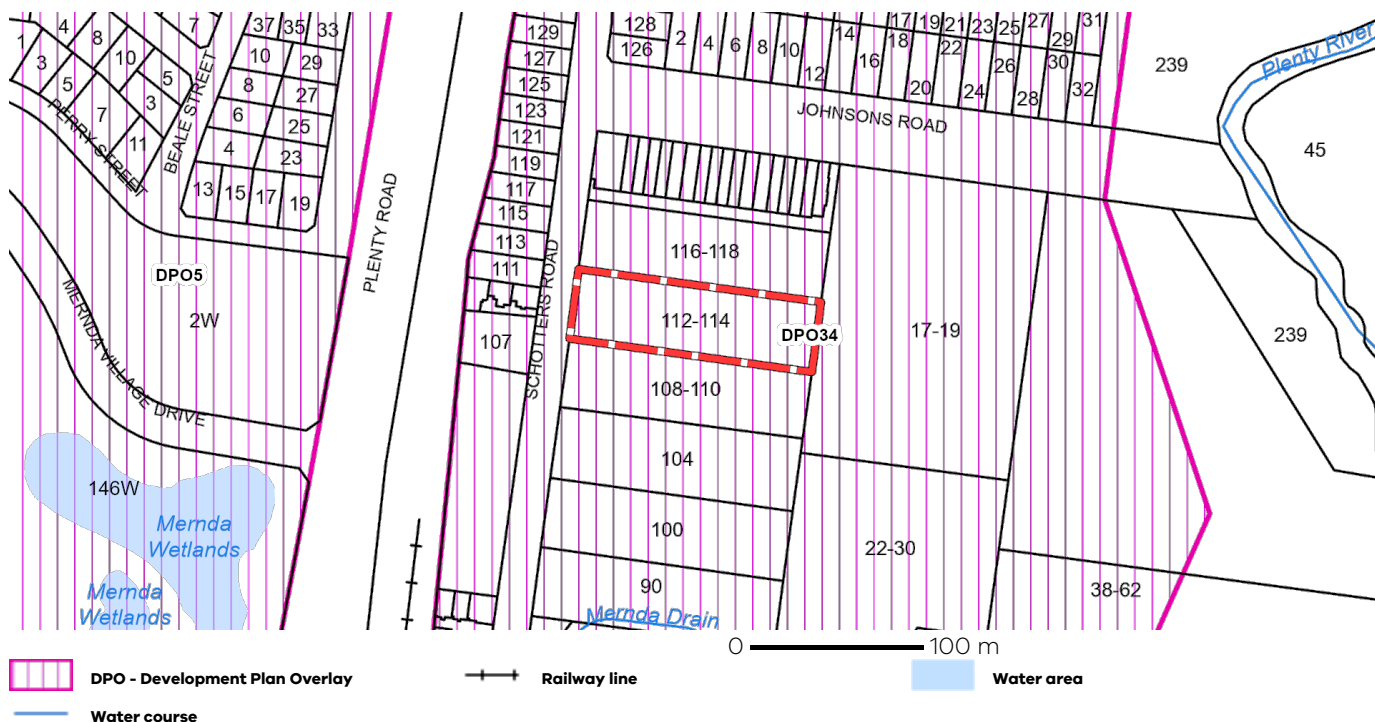 37 35 33
128
17 19 21 23 25 27 31
1 4 8 7
126 2 4 6 8 10 14 18 22 29
129
10 10 29
127
3 5 5
12 16 20 24 26 28 30 32
239
Plenty River
8 27
125
7 3
6 25
123
JOHNSONS ROAD
PERRY STREET
BEALE STREET
11 4 23
121
45
119
13 15 17 19
117
115
PLENTY ROAD
113
116-118
111
DPO5
SCHOTTERS ROAD
2W
112-114
DPO34
17-19
239
107
MERNDA VILLAGE DRIVE
108-110
104
146W
Mernda
Wetlands
100
22-30
90
38-62
Mernda
Wetlands
Mernda Drain
0 100 m
DPO - Development Plan Overlay
Railway line
Water area
Water course